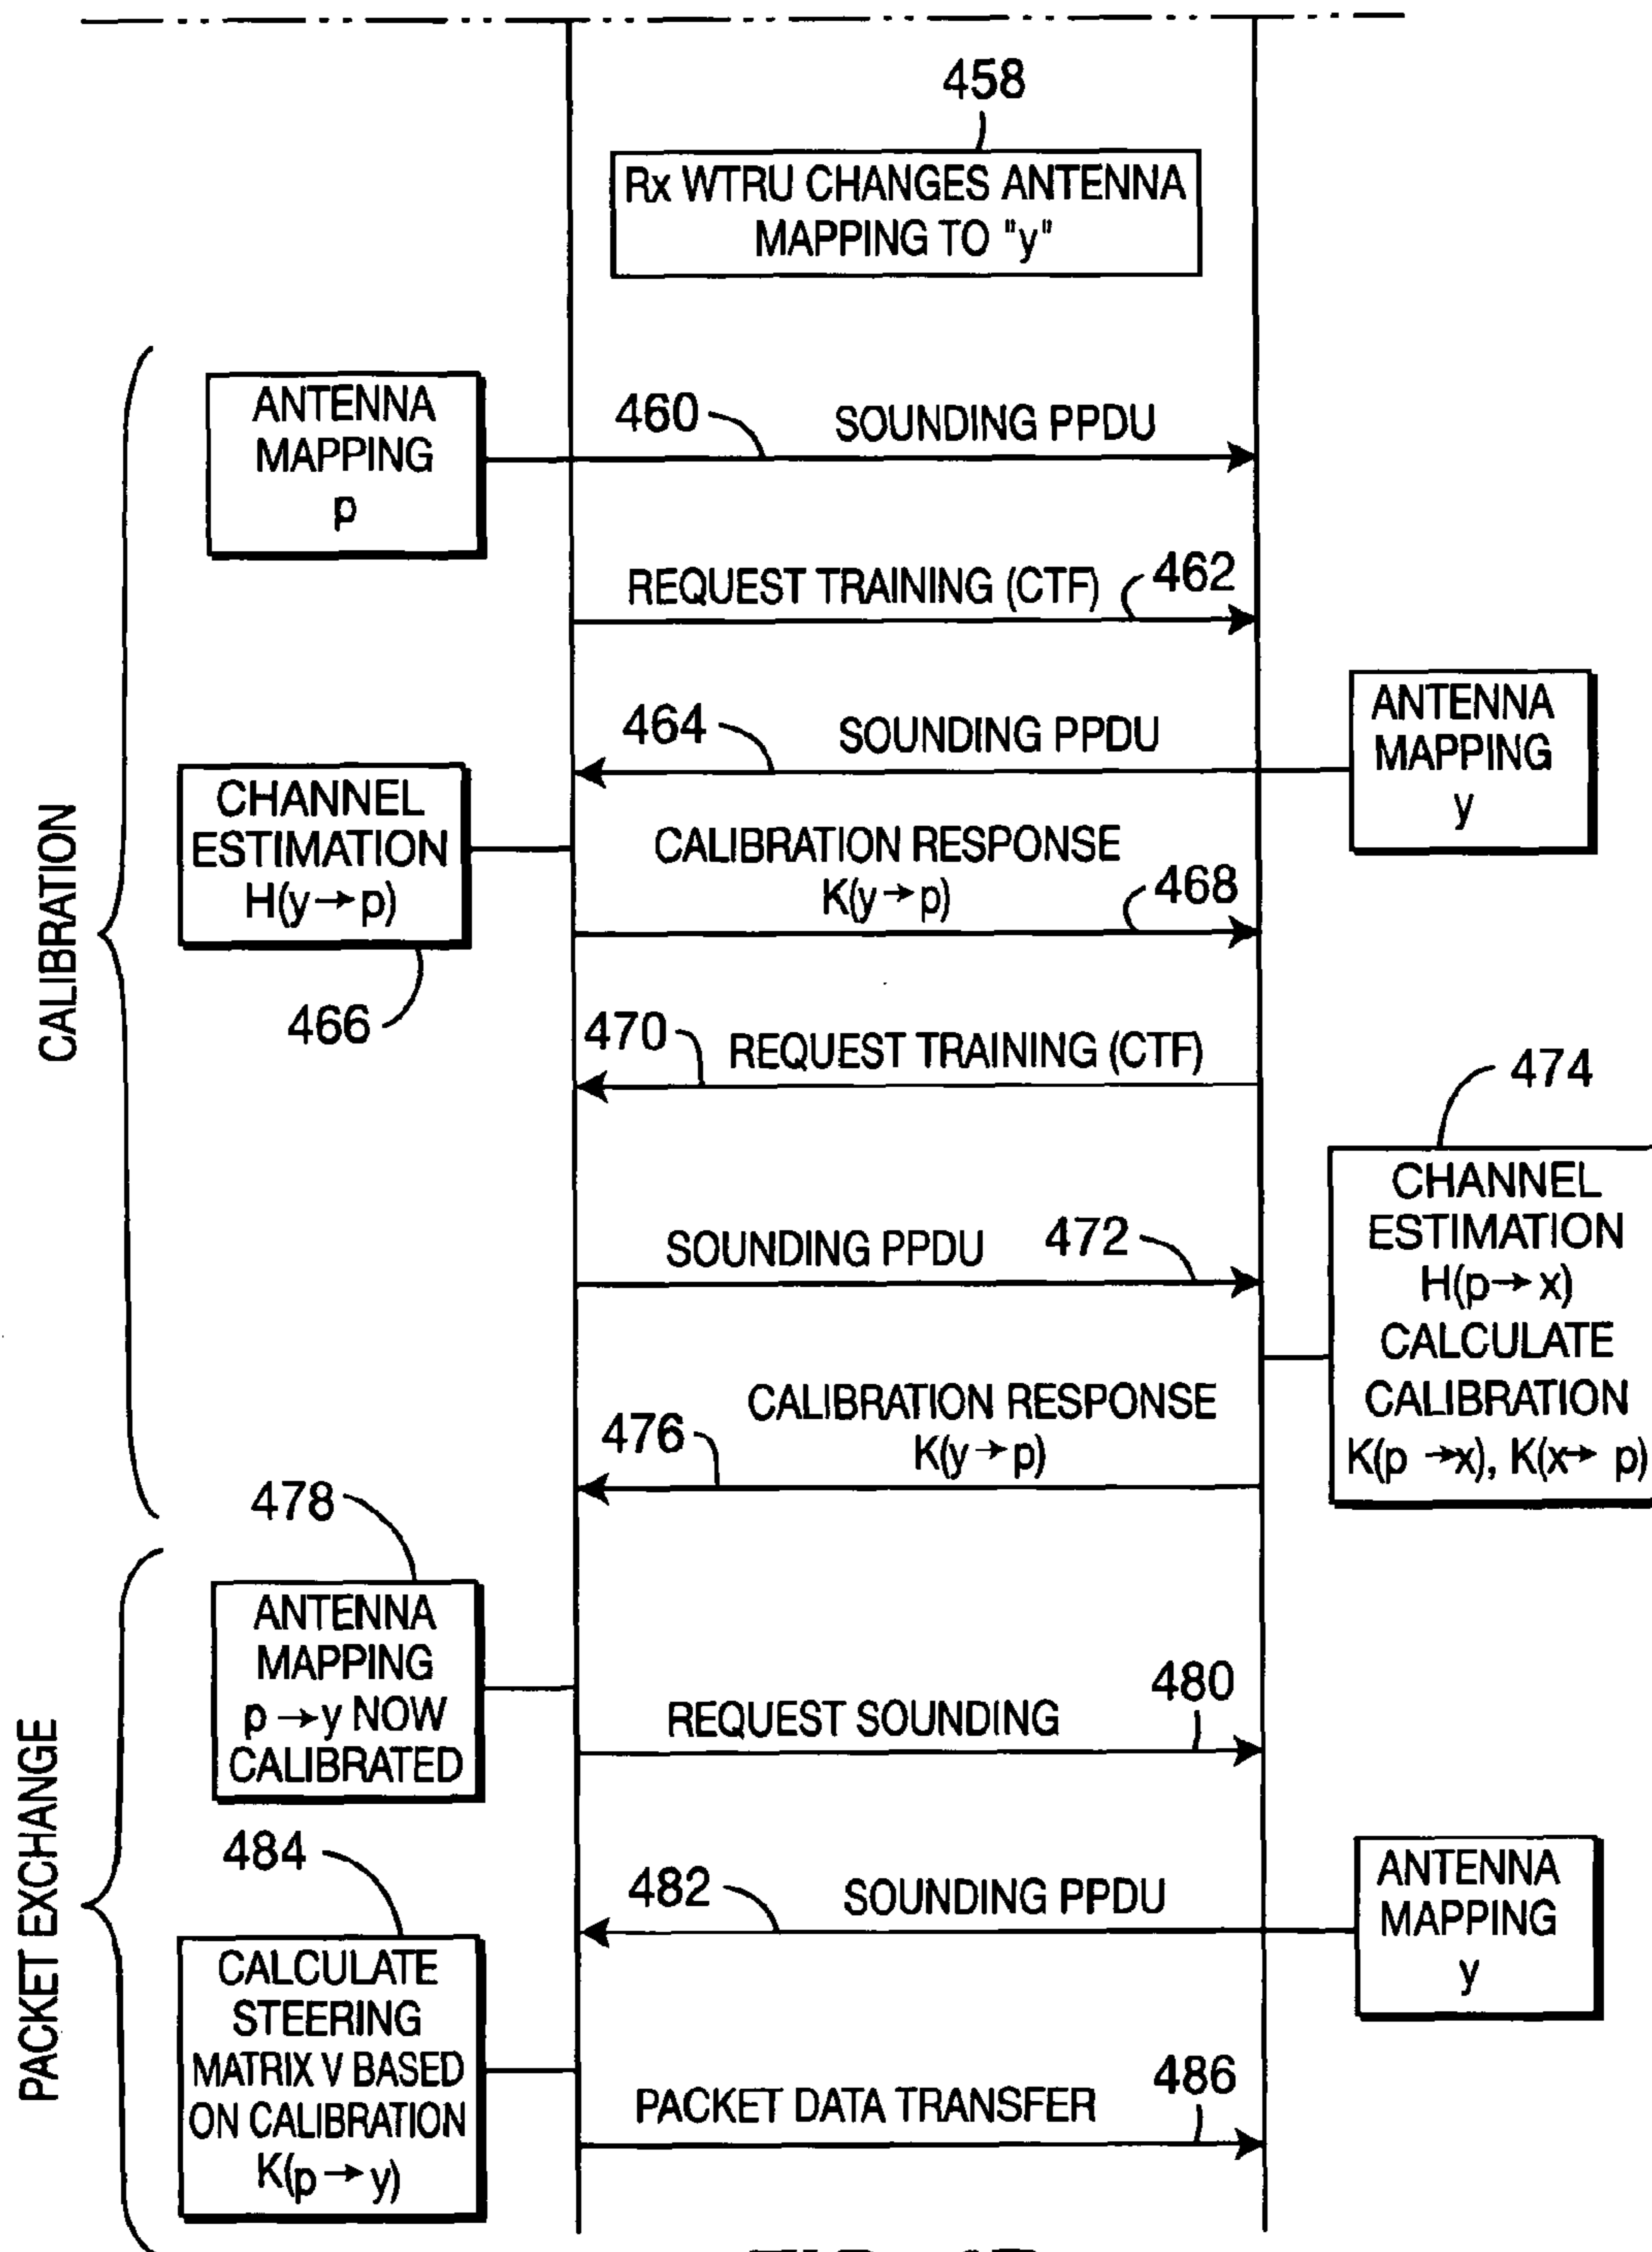 458
Rx WTRU CHANGES ANTENNA
MAPPING TO "y"
CALIBRATION
ANTENNA
MAPPING
p
460
SOUNDING PPDU
REQUEST TRAINING (CTF)
462
464
SOUNDING PPDU
ANTENNA
MAPPING
y
CHANNEL
ESTIMATION
H(y→p)
466
CALIBRATION RESPONSE
K(y→p)
468
470
REQUEST TRAINING (CTF)
474
CHANNEL
ESTIMATION
H(p→x)
CALCULATE
CALIBRATION
K(p→x), K(x→p)
SOUNDING PPDU
472
CALIBRATION RESPONSE
K(y→p)
476
PACKET EXCHANGE
478
ANTENNA
MAPPING
p→y NOW
CALIBRATED
480
REQUEST SOUNDING
482
SOUNDING PPDU
ANTENNA
MAPPING
y
484
CALCULATE
STEERING
MATRIX V BASED
ON CALIBRATION
K(p→y)
PACKET DATA TRANSFER
486